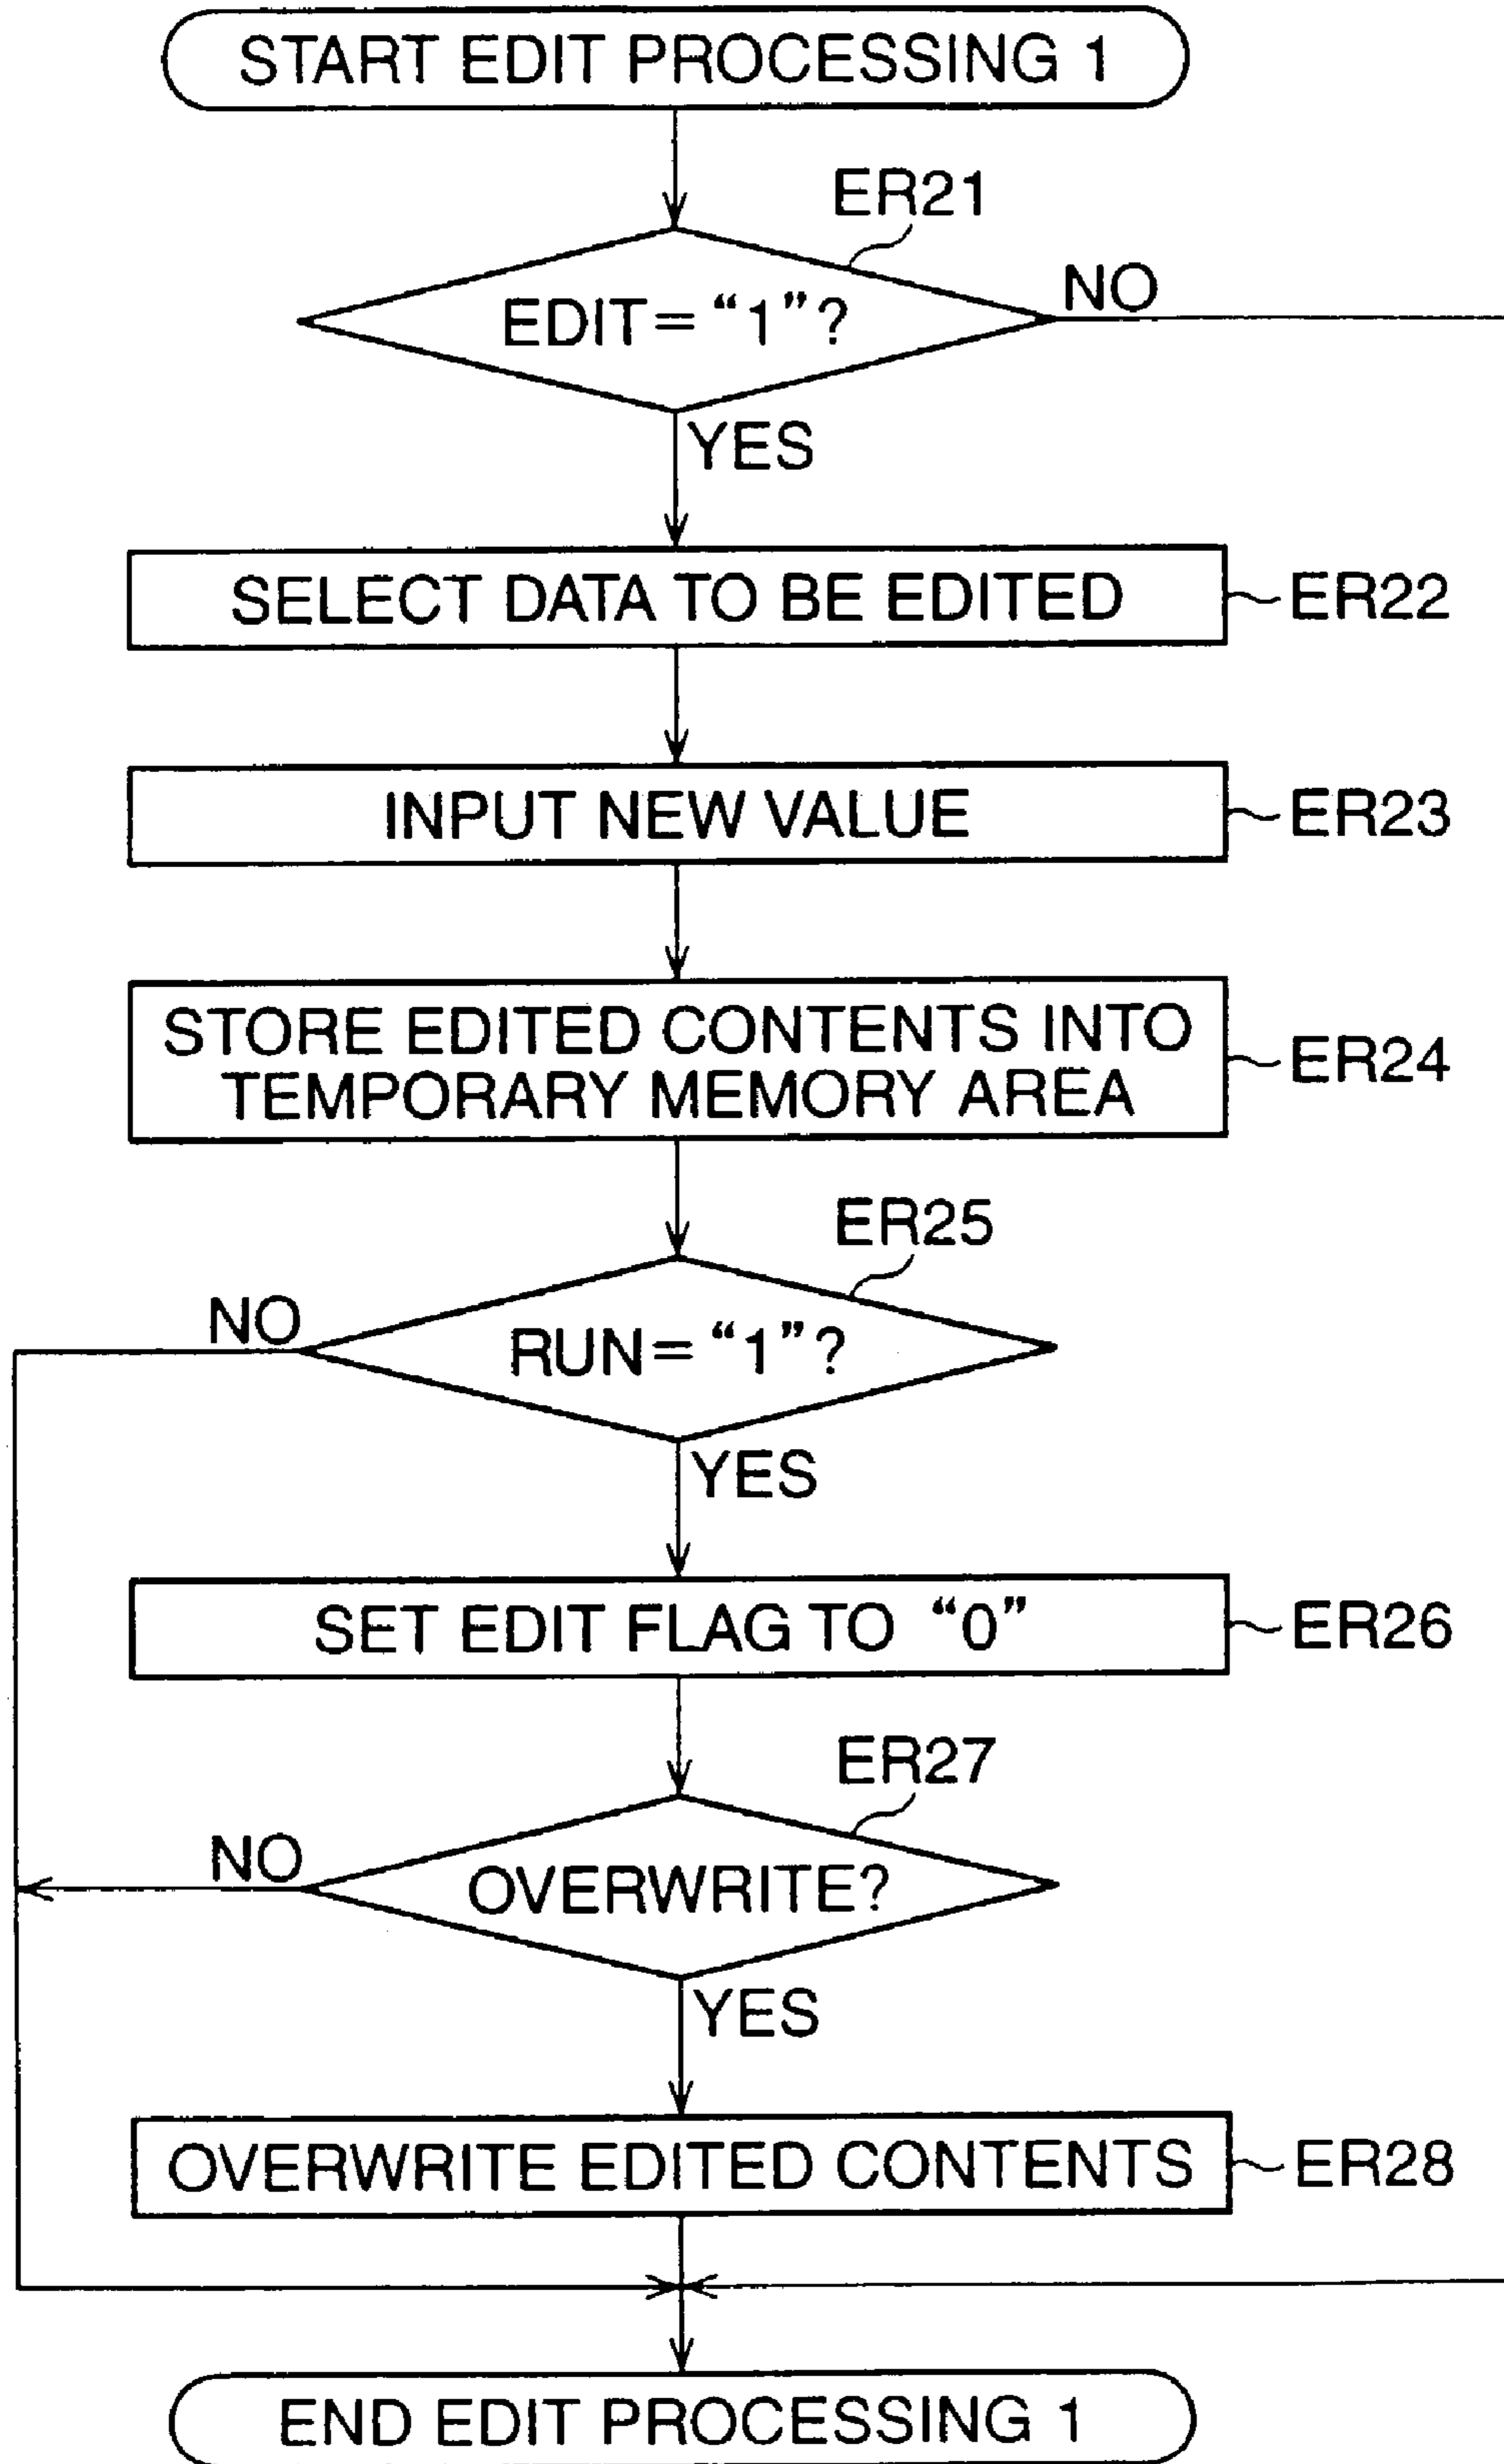 START EDIT PROCESSING 1
ER21
EDIT= “1”?
NO
YES
SELECT DATA TO BE EDITED
ER22
INPUT NEW VALUE
ER23
STORE EDITED CONTENTS INTO
TEMPORARY MEMORY AREA
ER24
ER25
NO
RUN= “1”?
YES
SET EDIT FLAG TO “0”
ER26
ER27
NO
OVERWRITE?
YES
OVERWRITE EDITED CONTENTS
ER28
END EDIT PROCESSING 1